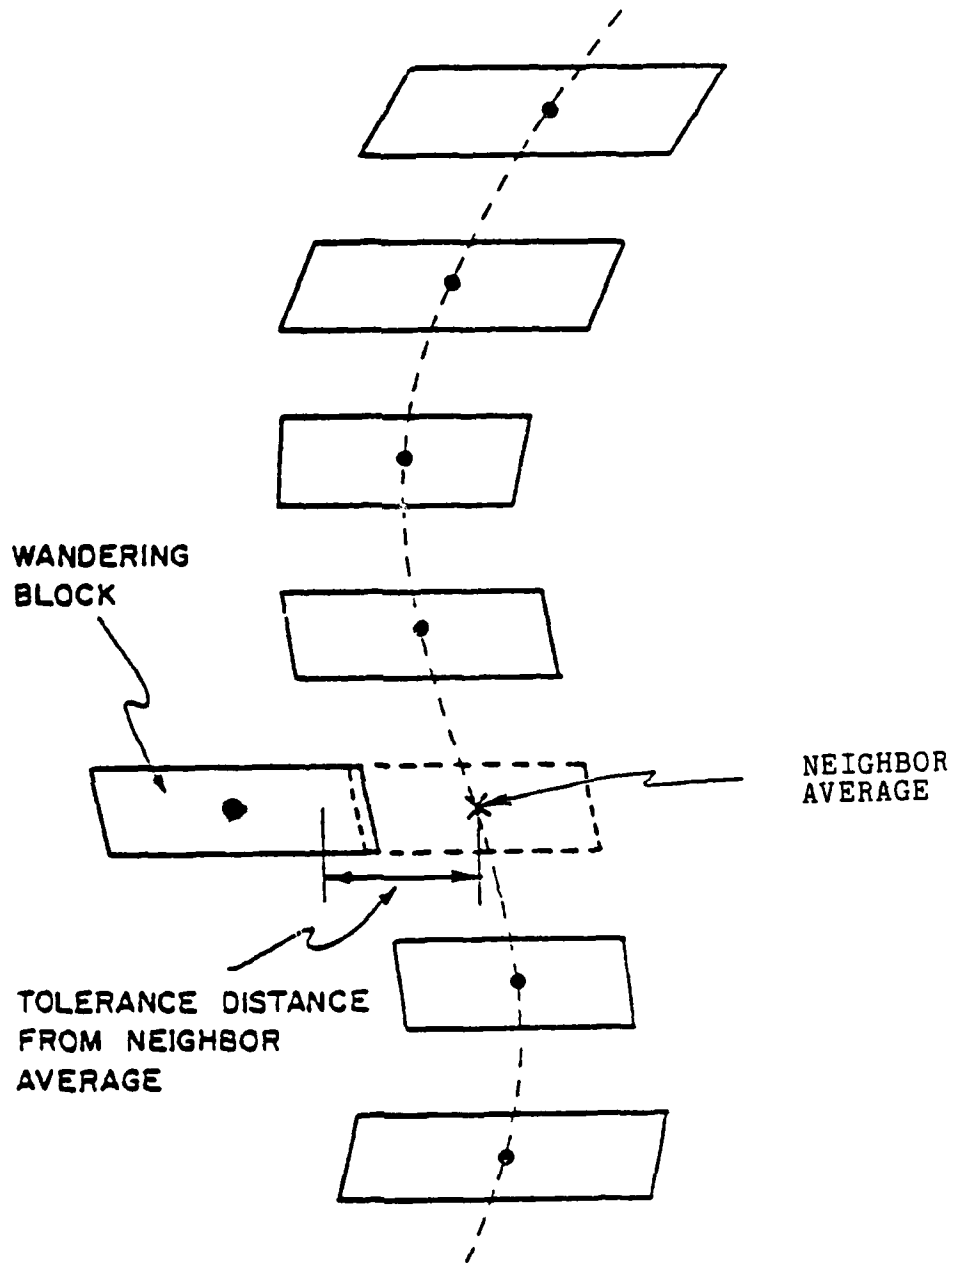 WANDERING
BLOCK
NEIGHBOR
AVERAGE
TOLERANCE DISTANCE
FROM NEIGHBOR
AVERAGE